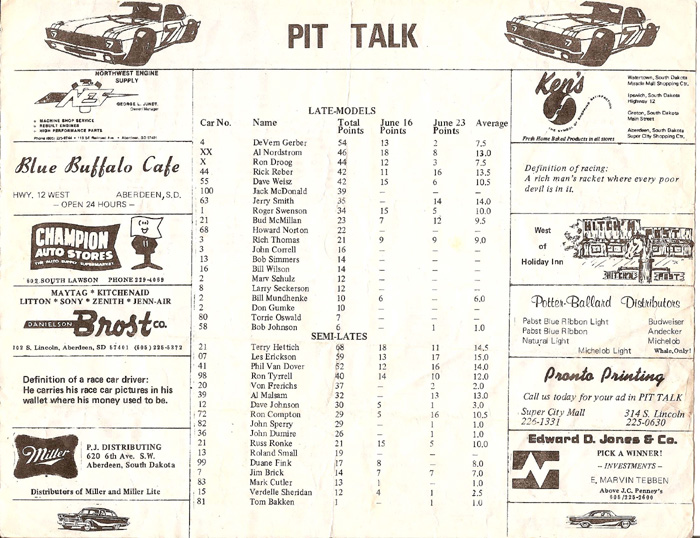 PIT TALK
NORTHWEST ENGINE
SUPPLY
NES
GEORGE L. JUNEY,
MACHINE SHOP SERVICE
REBUILT ENGINES
HIGH PERFORMANCE PARTS
Blue Buffalo Cafe
HWY. 12 WEST ABERDEEN, S.D.
— OPEN 24 HOURS —
CHAMPION
AUTO STORES
THE AUTO SUPPLY SUPERMARKET
602 SOUTH LAWSON PHONE 229-4059
MAYTAG * KITCHENAID
LITTON * SONY * ZENITH * JENN-AIR
DANIELSON Brost CO.
102 S. Lincoln, Aberdeen, SD 57401 (605) 225-6372
Definition of a race car driver:
He carries his race car pictures in his
wallet where his money used to be.
Miller
P.J. DISTRIBUTING
620 6th Ave. S.W.
Aberdeen, South Dakota
Distributors of Miller and Miller Lite
LATE-MODELS
Car No. Name Total Points June 16 Points June 23 Points Average
4 DeVern Gerber 54 13 2 7.5
XX Al Nordstrom 46 18 8 13.0
X Ron Droog 44 12 3 7.5
44 Rick Reber 42 11 16 13.5
55 Dave Weisz 42 15 6 10.5
100 Jack McDonald 39 – –
63 Jerry Smith 35 – 14 14.0
1 Roger Swenson 34 15 5 10.0
21 Bud McMillan 23 7 12 9.5
68 Howard Norton 22 – –
3 Rich Thomas 21 9 9 9.0
3 John Correll 16 – – –
13 Bob Simmers 14 – – –
16 Bill Wilson 14 – – –
2 Marv Schulz 12 – – –
8 Larry Seckerson 12 – – –
2 Bill Mundhenke 10 6 – 6.0
2 Don Gumke 10 – – –
80 Torrie Oswald 7 – – –
58 Bob Johnson 6 – 1 1.0
SEMI-LATES
21 Terry Hettich 68 18 11 14.5
07 Les Erickson 59 13 17 15.0
41 Phil Van Dover 52 12 16 14.0
98 Ron Tyrrell 40 14 10 12.0
20 Von Frerichs 37 – 2 2.0
39 Al Malsam 32 – 13 13.0
12 Dave Johnson 30 5 1 3.0
72 Ron Compton 29 5 16 10.5
82 John Sperry 29 – 1 1.0
36 John Dumire 26 – 1 1.0
21 Russ Ronke 21 15 5 10.0
13 Roland Small 19 – – –
99 Duane Fink 17 8 – 8.0
7 Jim Brick 14 7 7 7.0
83 Mark Cutler 13 1 – 1.0
15 Verdelle Sheridan 12 4 1 2.5
81 Tom Bakken 1 – 1 1.0
Ken's
Fresh Home Baked Products in all stores
Watertown, South Dakota
Miracle Mall Shopping Ctr.
Ipswich, South Dakota
Highway 12
Groton, South Dakota
Main Street
Aberdeen, South Dakota
Super City Shopping Ctr.
Definition of racing:
A rich man's racket where every poor
devil is in it.
West
of
Holiday Inn
HITCH'N
POST
Potter-Ballard Distributors
Pabst Blue Ribbon Light Budweiser
Pabst Blue Ribbon Andecker
Natural Light Michelob
Michelob Light Whale, Only!
Pronto Printing
Call us today for your ad in PIT TALK
Super City Mall 314 S. Lincoln
226-1331 225-0630
Edward D. Jones & Co.
PICK A WINNER!
– INVESTMENTS –
E. MARVIN TEBBEN
Above J.C. Penney's
605/225-2600